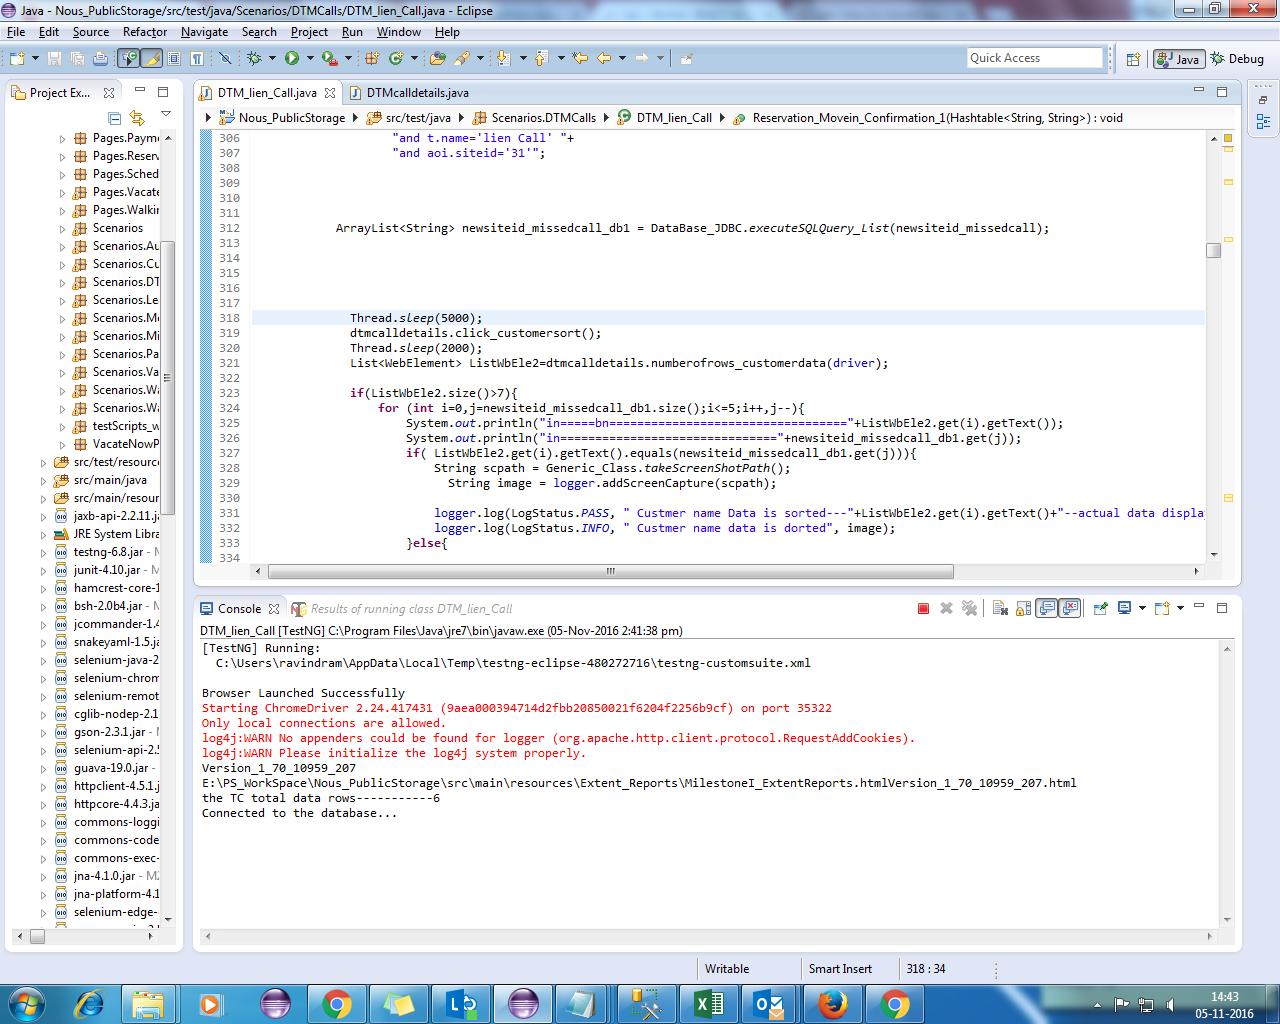 Java - Nous_PublicStorage/src/test/java/Scenarios/DTMCalls/DTM_lien_Call.java - Eclipse
File Edit Source Refactor Navigate Search Project Run Window Help
Quick Access
Java
Debug
Project Ex...
DTM_lien_Call.java
DTMcalldetails.java
Nous_PublicStorage
src/test/java
Scenarios.DTMCalls
DTM_lien_Call
Reservation_Movein_Confirmation_1(Hashtable<String, String>) : void
Pages.Paym
Pages.Reserv
Pages.Sched
Pages.Vacate
Pages.Walkin
Scenarios
Scenarios.Au
Scenarios.Cu
Scenarios.DT
Scenarios.Le
Scenarios.Mo
Scenarios.Mi
Scenarios.Pa
Scenarios.Va
Scenarios.Wa
Scenarios.Wa
testScripts_w
VacateNowP
src/test/resourc
src/main/java
src/main/resour
jaxb-api-2.2.11.ja
JRE System Libra
testng-6.8.jar - M
junit-4.10.jar - M
hamcrest-core-1
bsh-2.0b4.jar - M
jcommander-1.4
snakeyaml-1.5.ja
selenium-java-2
selenium-chrom
selenium-remot
cglib-nodep-2.1
gson-2.3.1.jar - M
selenium-api-2.5
guava-19.0.jar -
httpclient-4.5.1.j
httpcore-4.4.3.ja
commons-loggi
commons-code
commons-exec-
jna-4.1.0.jar - M2
jna-platform-4.1
selenium-edge-
306 "and t.name='lien Call' "+
307 "and aoi.siteid='31'";
308
309
310
311
312 ArrayList<String> newsiteid_missedcall_db1 = DataBase_JDBC.executeSQLQuery_List(newsiteid_missedcall);
313
314
315
316
317
318 Thread.sleep(5000);
319 dtmcalldetails.click_customersort();
320 Thread.sleep(2000);
321 List<WebElement> ListWbEle2=dtmcalldetails.numberofrows_customerdata(driver);
322
323 if(ListWbEle2.size()>7){
324 for (int i=0,j=newsiteid_missedcall_db1.size();i<=5;i++,j--){
325 System.out.println("in=====bn=================================="+ListWbEle2.get(i).getText());
326 System.out.println("in==============================="+newsiteid_missedcall_db1.get(j));
327 if( ListWbEle2.get(i).getText().equals(newsiteid_missedcall_db1.get(j))){
328 String scpath = Generic_Class.takeScreenShotPath();
329 String image = logger.addScreenCapture(scpath);
330
331 logger.log(LogStatus.PASS, " Custmer name Data is sorted---"+ListWbEle2.get(i).getText()+"--actual data displa
332 logger.log(LogStatus.INFO, " Custmer name data is dorted", image);
333 }else{
334
Console
Results of running class DTM_lien_Call
DTM_lien_Call [TestNG] C:\Program Files\Java\jre7\bin\javaw.exe (05-Nov-2016 2:41:38 pm)
[TestNG] Running:
C:\Users\ravindram\AppData\Local\Temp\testng-eclipse-480272716\testng-customsuite.xml
Browser Launched Successfully
Starting ChromeDriver 2.24.417431 (9aea000394714d2fbb20850021f6204f2256b9cf) on port 35322
Only local connections are allowed.
log4j:WARN No appenders could be found for logger (org.apache.http.client.protocol.RequestAddCookies).
log4j:WARN Please initialize the log4j system properly.
Version_1_70_10959_207
E:\PS_WorkSpace\Nous_PublicStorage\src\main\resources\Extent_Reports\MilestoneI_ExtentReports.htmlVersion_1_70_10959_207.html
the TC total data rows-----------6
Connected to the database...
Writable
Smart Insert
318 : 34
14:43
05-11-2016